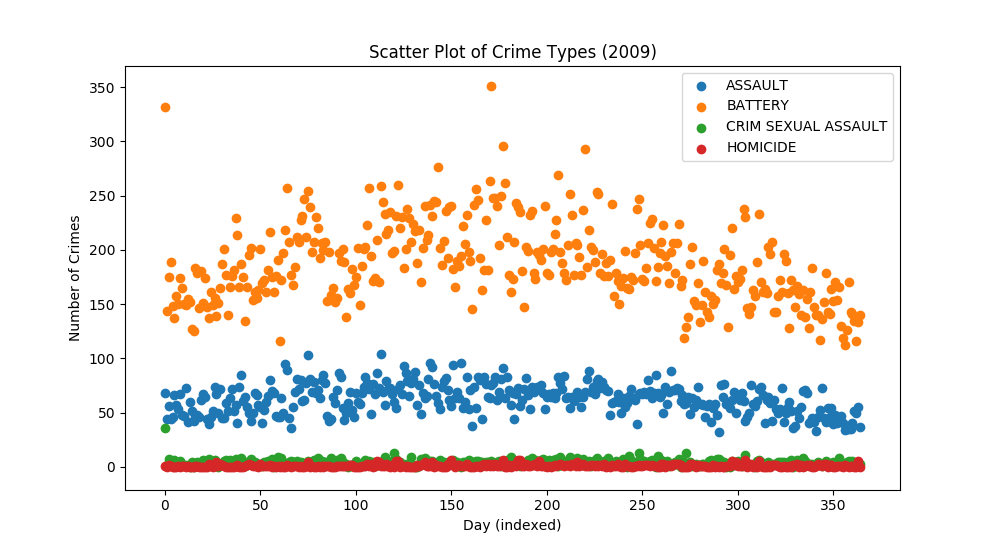 Scatter Plot of Crime Types (2009)
ASSAULT
BATTERY
CRIM SEXUAL ASSAULT
HOMICIDE
Number of Crimes
350
300
250
200
150
100
50
0
0 50 100 150 200 250 300 350
Day (indexed)